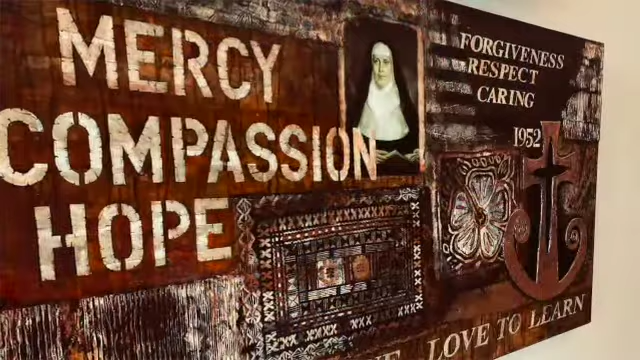 MERCY
COMPASSION
HOPE
FORGIVENESS
RESPECT
CARING
1952
LOVE TO LEARN